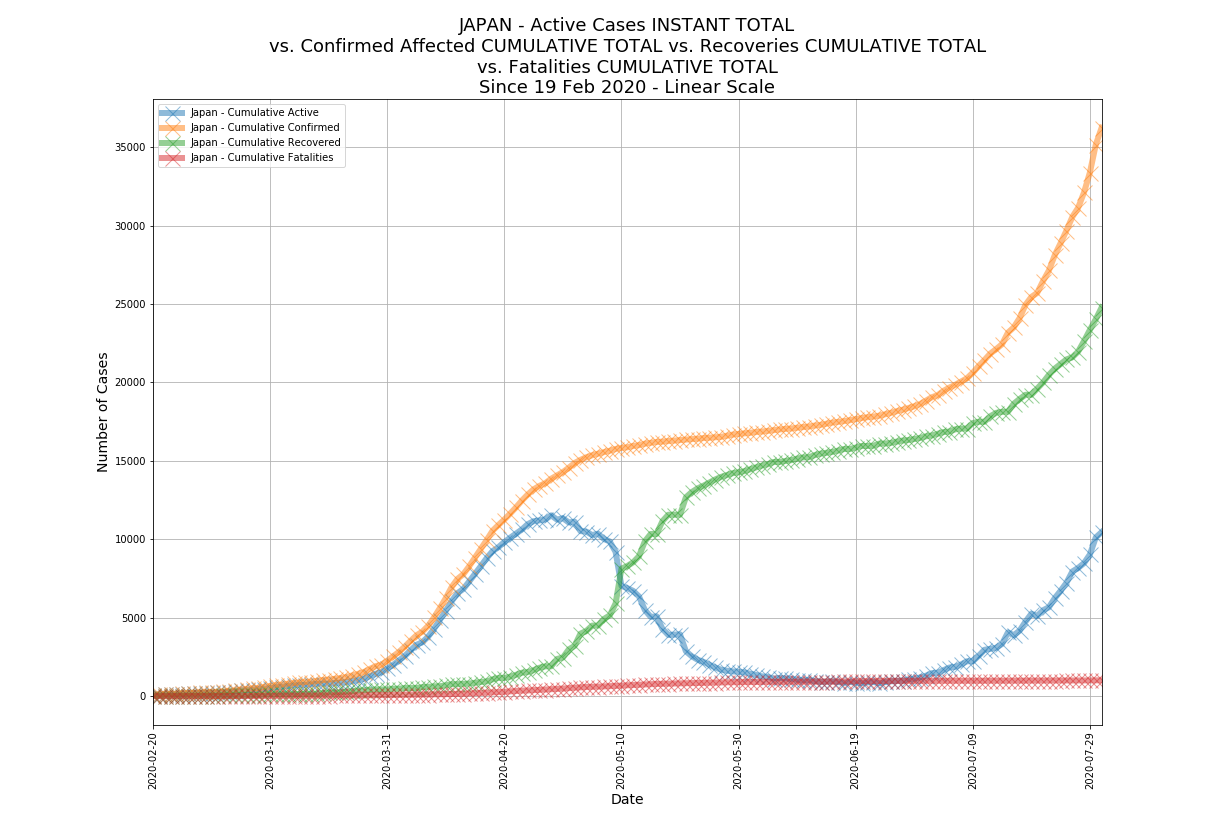 JAPAN - Active Cases INSTANT TOTAL
vs. Confirmed Affected CUMULATIVE TOTAL vs. Recoveries CUMULATIVE TOTAL
vs. Fatalities CUMULATIVE TOTAL
Since 19 Feb 2020 - Linear Scale
Japan - Cumulative Active
Japan - Cumulative Confirmed
Japan - Cumulative Recovered
Japan - Cumulative Fatalities
Number of Cases
35000
30000
25000
20000
15000
10000
5000
0
2020-02-20
2020-03-11
2020-03-31
2020-04-20
2020-05-10
2020-05-30
2020-06-19
2020-07-09
2020-07-29
Date